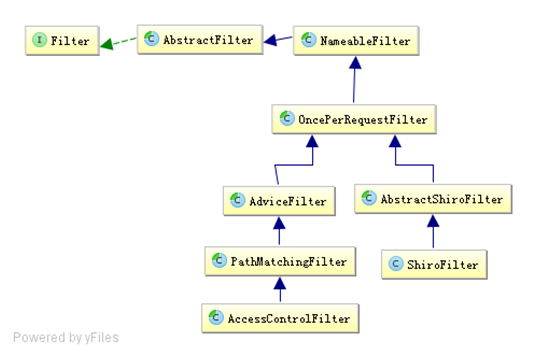 I Filter
C AbstractFilter
C NameableFilter
C OncePerRequestFilter
C AdviceFilter
C AbstractShiroFilter
C PathMatchingFilter
C ShiroFilter
C AccessControlFilter
Powered by yFiles